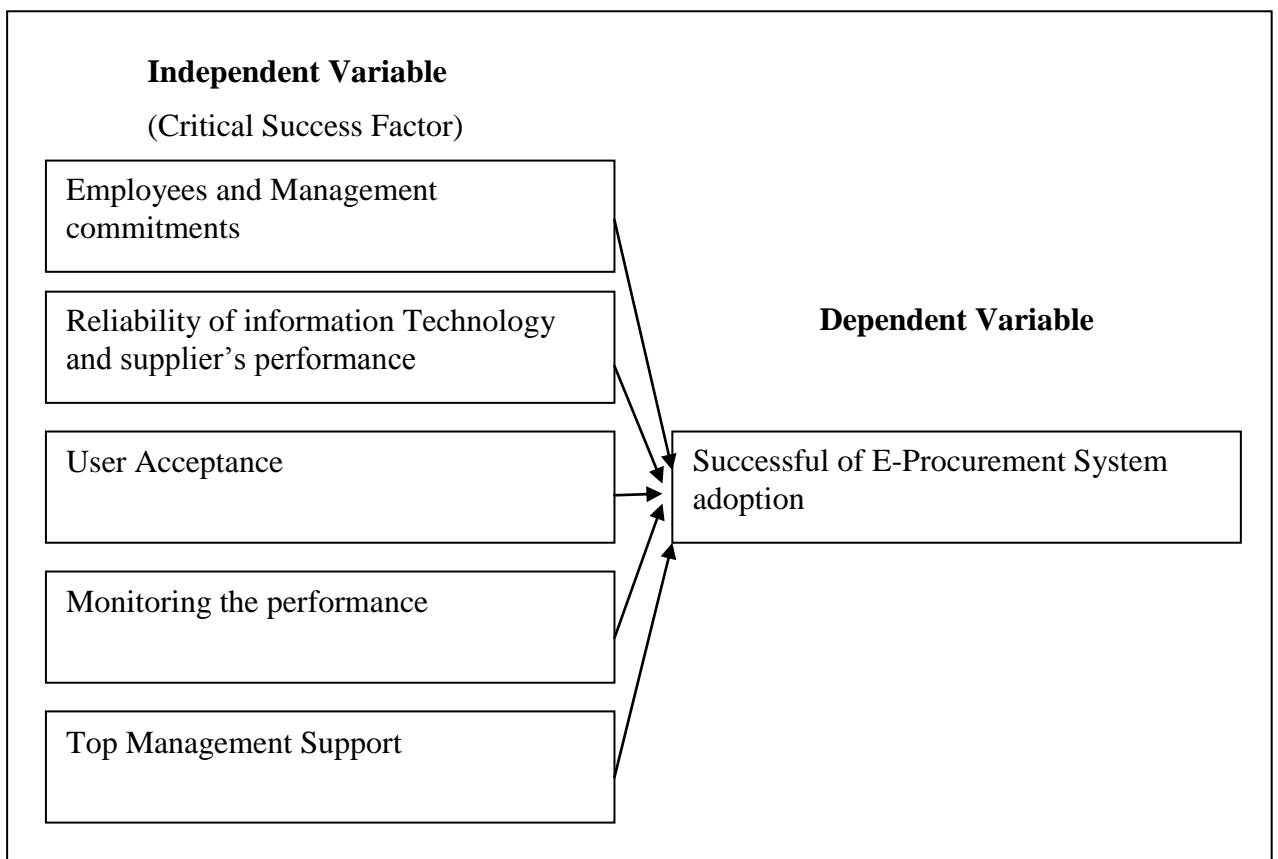 Independent Variable
(Critical Success Factor)
Employees and Management
commitments
Reliability of information Technology
and supplier’s performance
User Acceptance
Monitoring the performance
Top Management Support
Dependent Variable
Successful of E-Procurement System
adoption